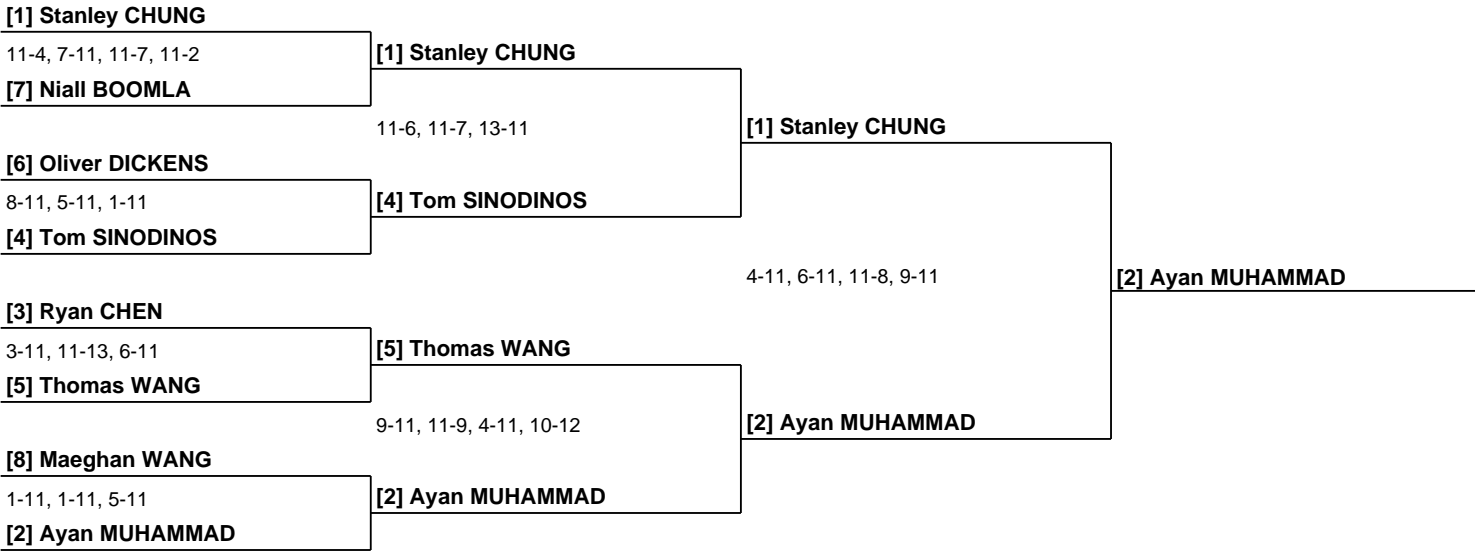 [1] Stanley CHUNG
11-4, 7-11, 11-7, 11-2
[7] Niall BOOMLA
[1] Stanley CHUNG
11-6, 11-7, 13-11
[6] Oliver DICKENS
8-11, 5-11, 1-11
[4] Tom SINODINOS
[4] Tom SINODINOS
[1] Stanley CHUNG
4-11, 6-11, 11-8, 9-11
[2] Ayan MUHAMMAD
[3] Ryan CHEN
3-11, 11-13, 6-11
[5] Thomas WANG
[5] Thomas WANG
9-11, 11-9, 4-11, 10-12
[2] Ayan MUHAMMAD
[8] Maeghan WANG
1-11, 1-11, 5-11
[2] Ayan MUHAMMAD
[2] Ayan MUHAMMAD